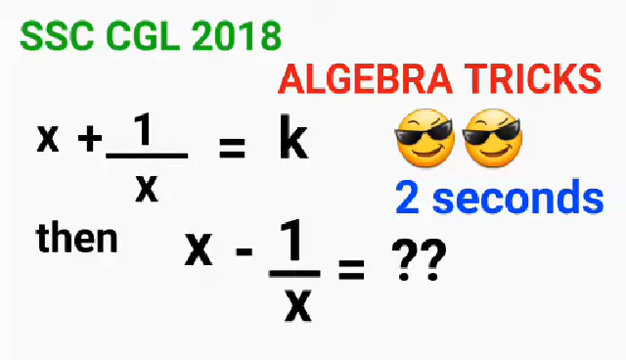 SSC CGL 2018
ALGEBRA TRICKS
x + 1/x = k
2 seconds
then x - 1/x = ??